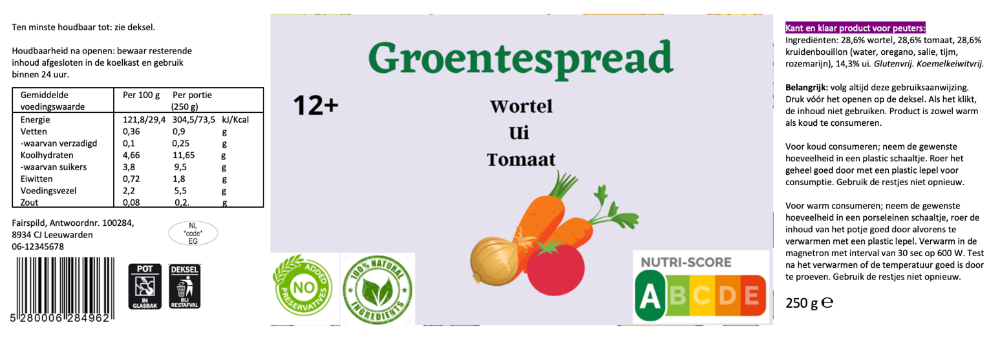 Ten minste houdbaar tot: zie deksel.
Houdbaarheid na openen: bewaar resterende
inhoud afgesloten in de koelkast en gebruik
binnen 24 uur.
Gemiddelde voedingswaarde Per 100 g Per portie (250 g)
Energie 121,8/29,4 304,5/73,5 kJ/Kcal
Vetten 0,36 0,9 g
-waarvan verzadigd 0,1 0,25 g
Koolhydraten 4,66 11,65 g
-waarvan suikers 3,8 9,5 g
Eiwitten 0,72 1,8 g
Voedingsvezel 2,2 5,5 g
Zout 0,08 0,2. g
Fairspild, Antwoordnr. 100284,
8934 CJ Leeuwarden
06-12345678
NL
*code*
EG
POT
IN
GLASBAK
DEKSEL
BIJ
RESTAFVAL
5 280006 284962
Groentespread
12+
Wortel
Ui
Tomaat
NO
ADDED
PRESERVATIVES
100% NATURAL
INGREDIENTS
NUTRI-SCORE
A B C D E
Kant en klaar product voor peuters:
Ingrediënten: 28,6% wortel, 28,6% tomaat, 28,6%
kruidenbouillon (water, oregano, salie, tijm,
rozemarijn), 14,3% ui. Glutenvrij. Koemelkeiwitvrij.
Belangrijk: volg altijd deze gebruiksaanwijzing.
Druk vóór het openen op de deksel. Als het klikt,
de inhoud niet gebruiken. Product is zowel warm
als koud te consumeren.
Voor koud consumeren; neem de gewenste
hoeveelheid in een plastic schaaltje. Roer het
geheel goed door met een plastic lepel voor
consumptie. Gebruik de restjes niet opnieuw.
Voor warm consumeren; neem de gewenste
hoeveelheid in een porseleinen schaaltje, roer de
inhoud van het potje goed door te alvorens te
verwarmen met een plastic lepel. Verwarm in de
magnetron met interval van 30 sec op 600 W. Test
na het verwarmen of de temperatuur goed is door
te proeven. Gebruik de restjes niet opnieuw.
250 g ℮